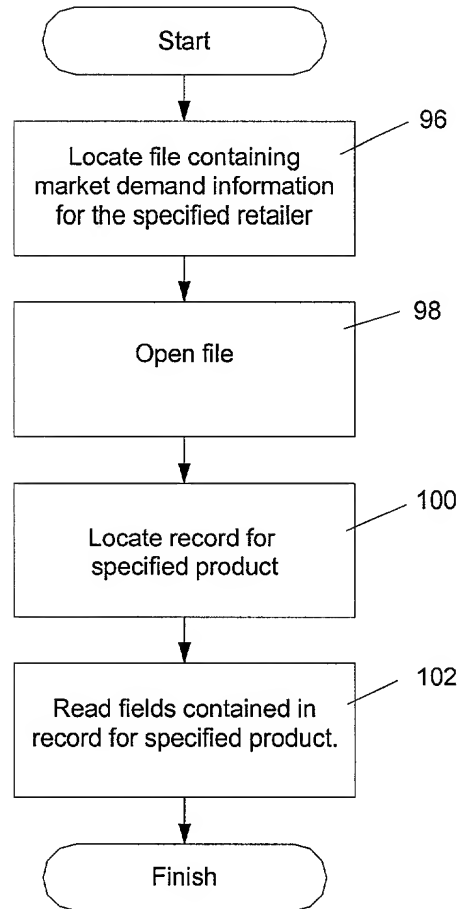 Start
96
Locate file containing
market demand information
for the specified retailer
98
Open file
100
Locate record for
specified product
102
Read fields contained in
record for specified product.
Finish